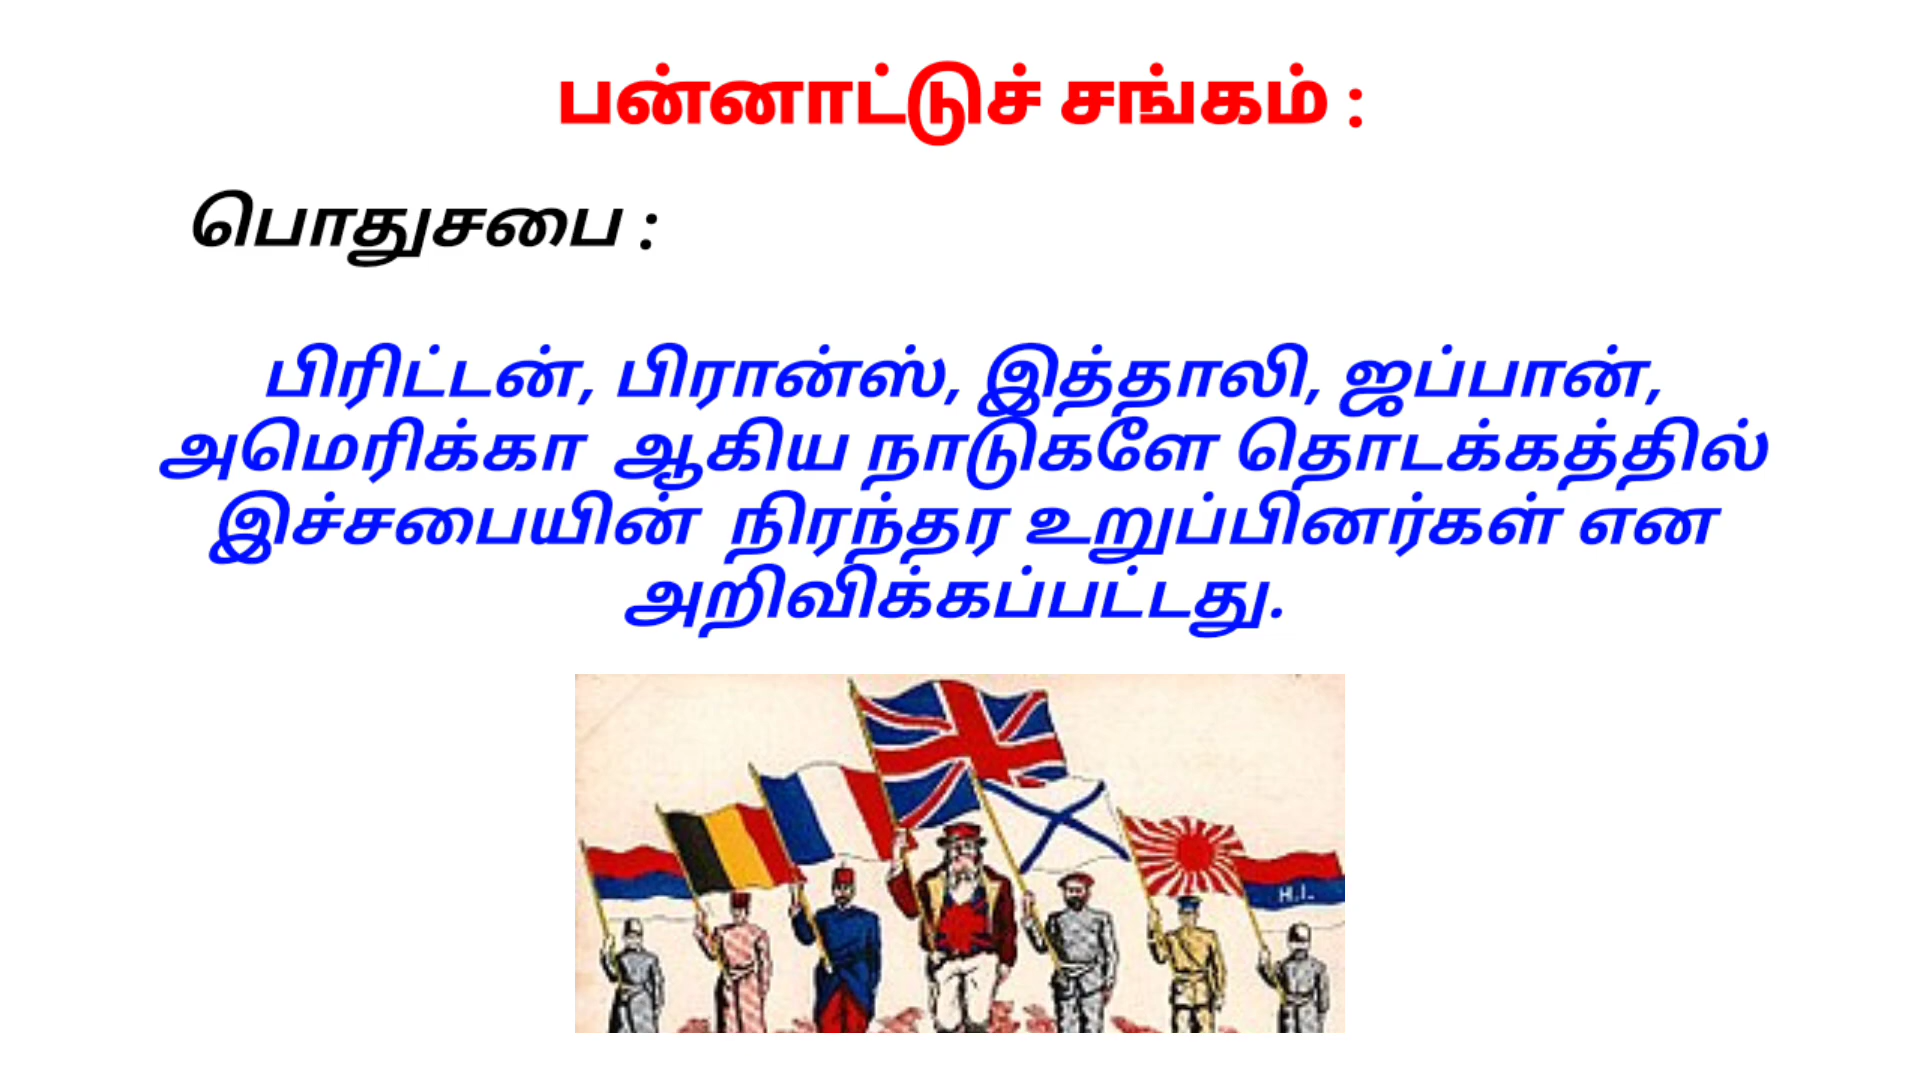 பன்னாட்டுச் சங்கம் :
பொதுசபை :
பிரிட்டன், பிரான்ஸ், இத்தாலி, ஜப்பான்,
அமெரிக்கா ஆகிய நாடுகளே தொடக்கத்தில்
இச்சபையின் நிரந்தர உறுப்பினர்கள் என
அறிவிக்கப்பட்டது.
H.I.